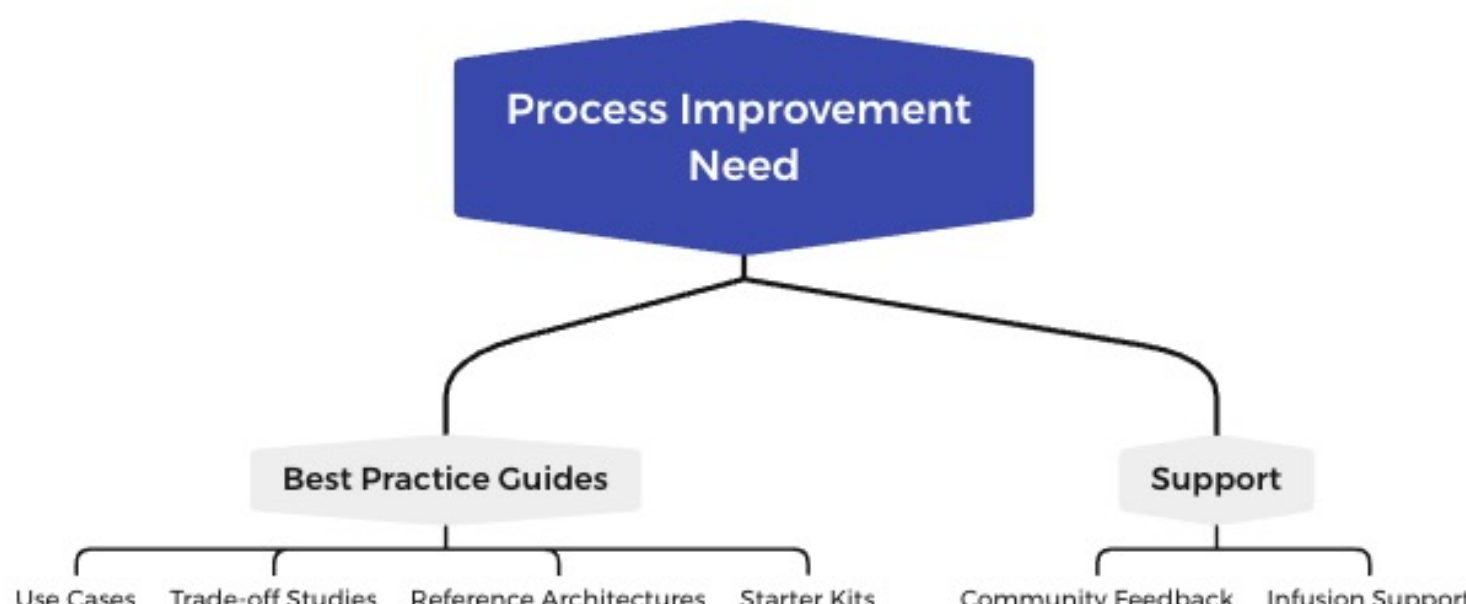 Process Improvement
Need
Best Practice Guides
Support
Use Cases
Trade-off Studies
Reference Architectures
Starter Kits
Community Feedback
Infusion Support